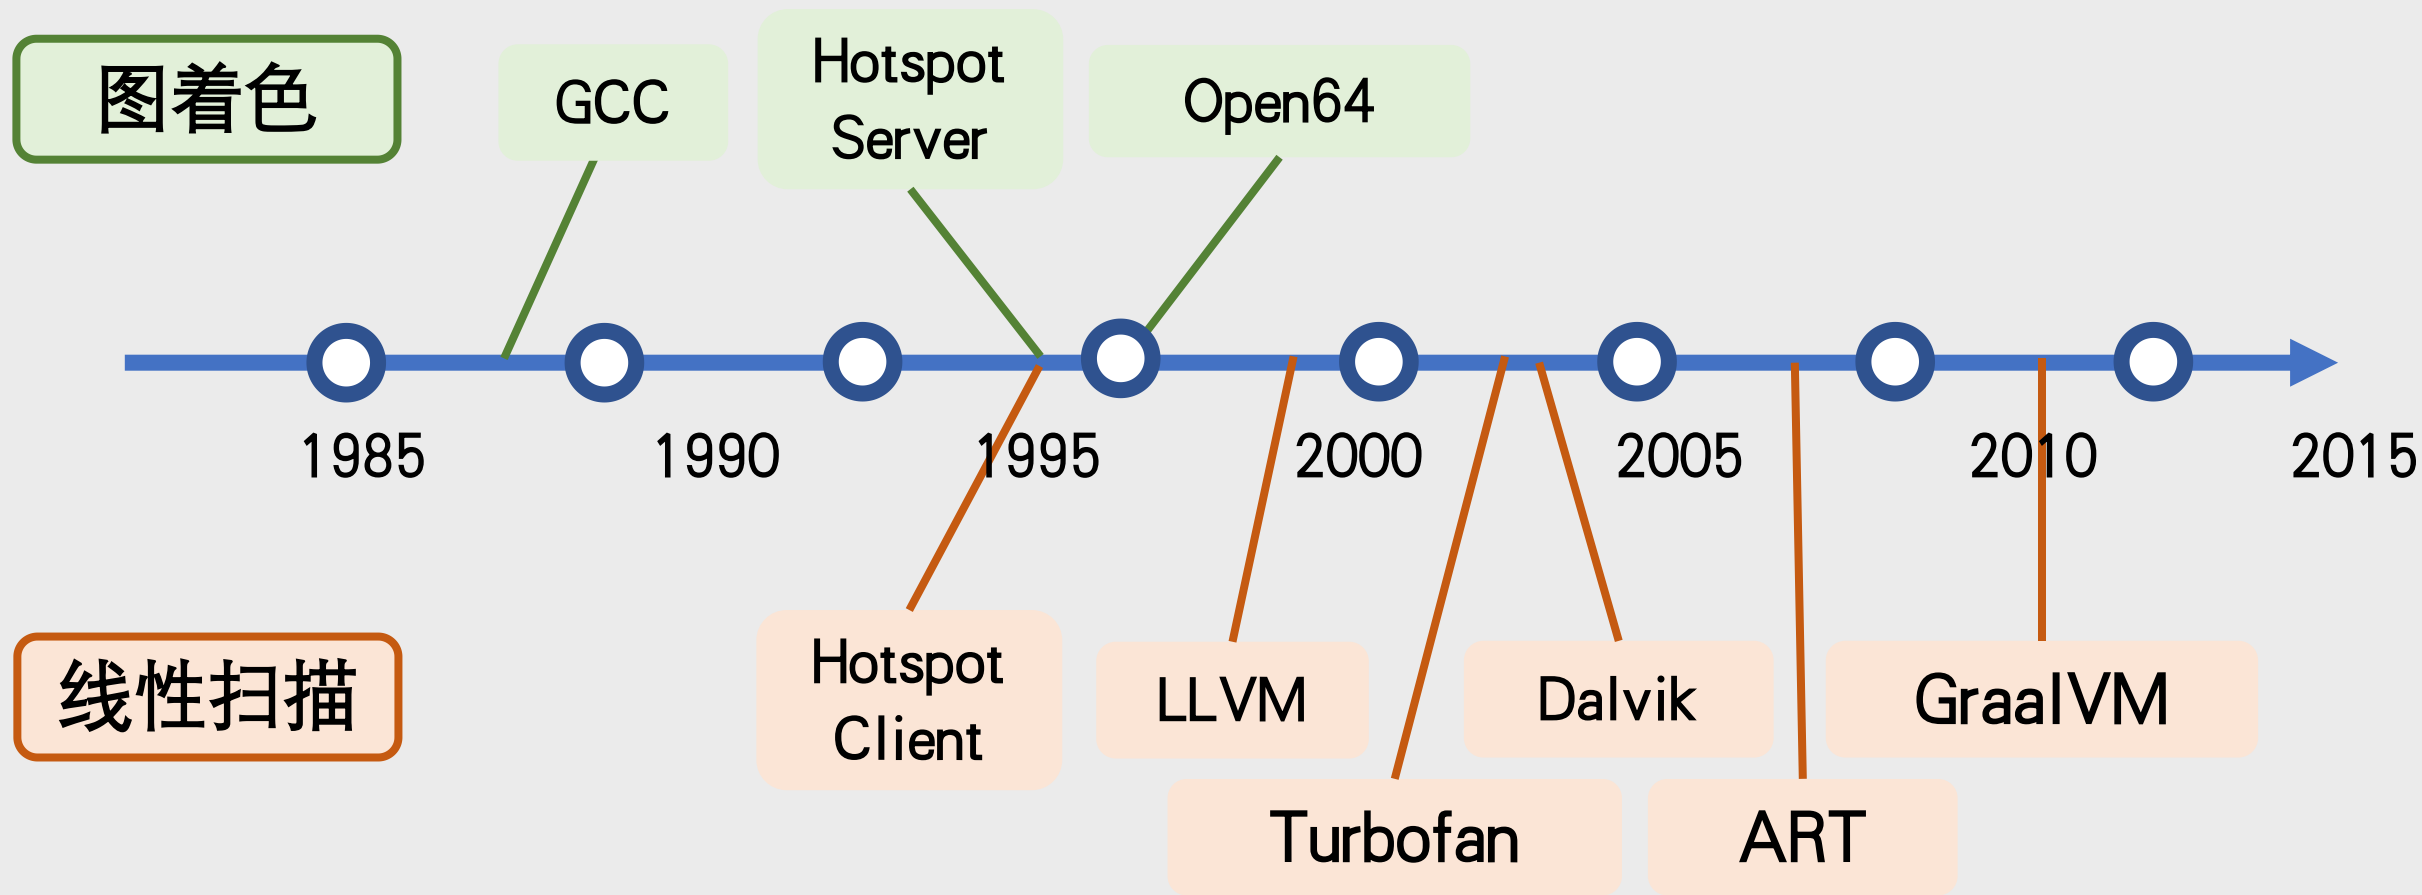 图着色
GCC
Hotspot
Server
Open64
1985
1990
1995
2000
2005
2010
2015
线性扫描
Hotspot
Client
LLVM
Dalvik
GraalVM
Turbofan
ART